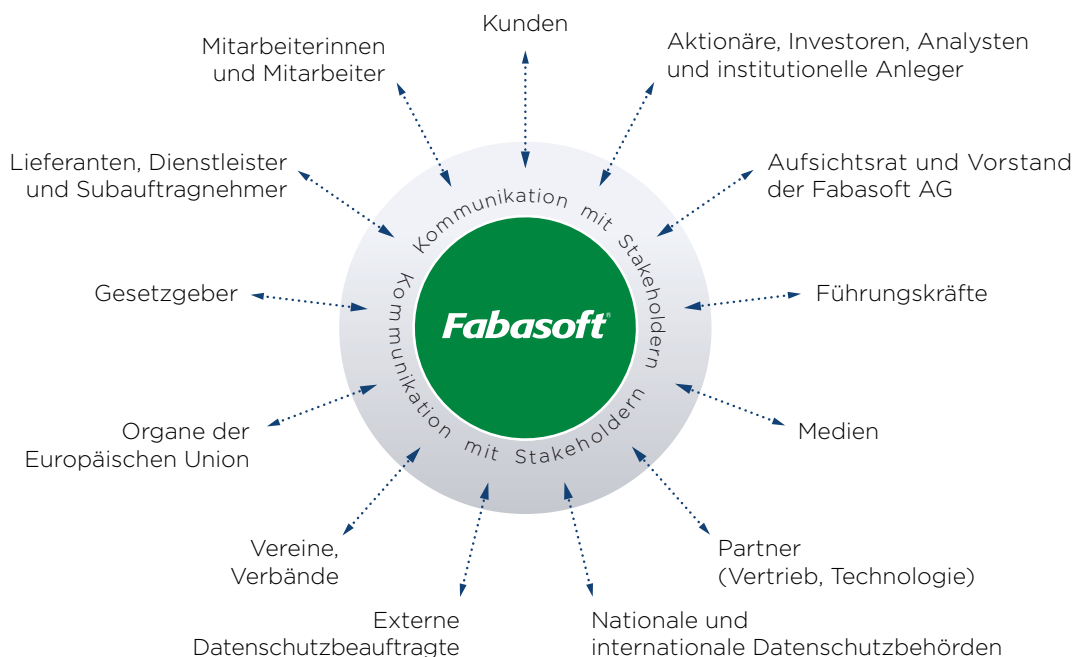 Kunden
Aktionäre, Investoren, Analysten
und institutionelle Anleger
Aufsichtsrat und Vorstand
der Fabasoft AG
Führungskräfte
Medien
Partner
(Vertrieb, Technologie)
Nationale und
internationale Datenschutzbehörden
Externe
Datenschutzbeauftragte
Vereine,
Verbände
Organe der
Europäischen Union
Gesetzgeber
Lieferanten, Dienstleister
und Subauftragnehmer
Mitarbeiterinnen
und Mitarbeiter
Kommunikation mit Stakeholdern
Kommunikation mit Stakeholdern
Fabasoft®